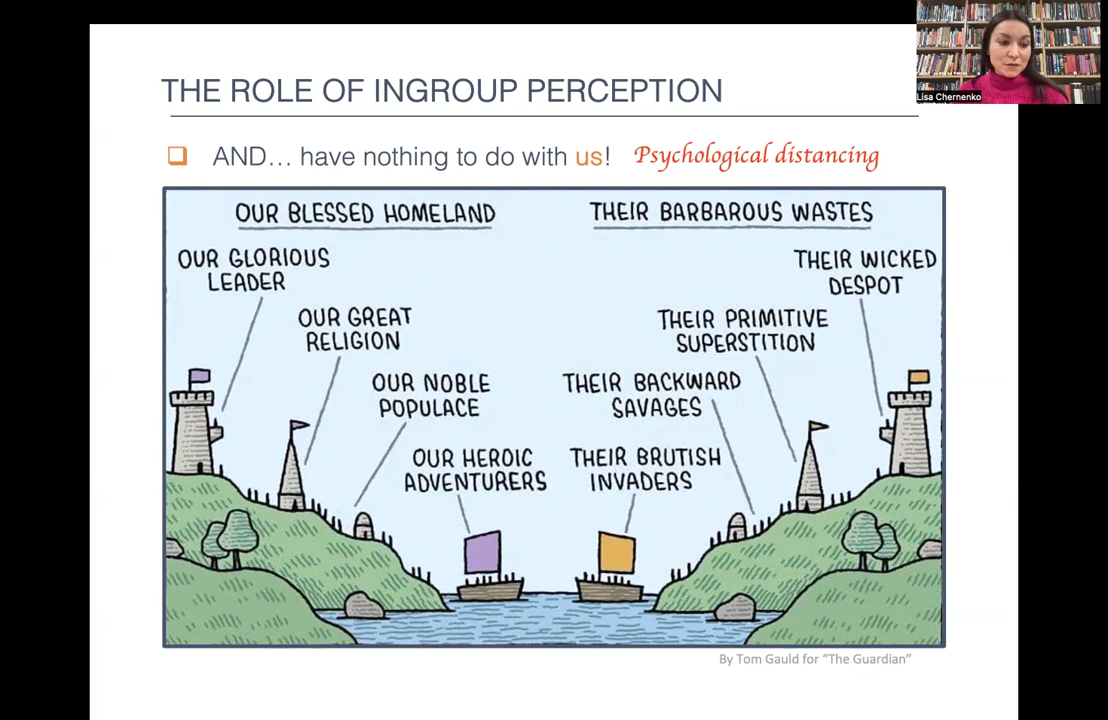 THE ROLE OF INGROUP PERCEPTION
Lisa Chernenko
AND... have nothing to do with us! Psychological distancing
OUR BLESSED HOMELAND
THEIR BARBAROUS WASTES
OUR GLORIOUS
LEADER
THEIR WICKED
DESPOT
OUR GREAT
RELIGION
THEIR PRIMITIVE
SUPERSTITION
OUR NOBLE
POPULACE
THEIR BACKWARD
SAVAGES
OUR HEROIC
ADVENTURERS
THEIR BRUTISH
INVADERS
By Tom Gauld for “The Guardian”